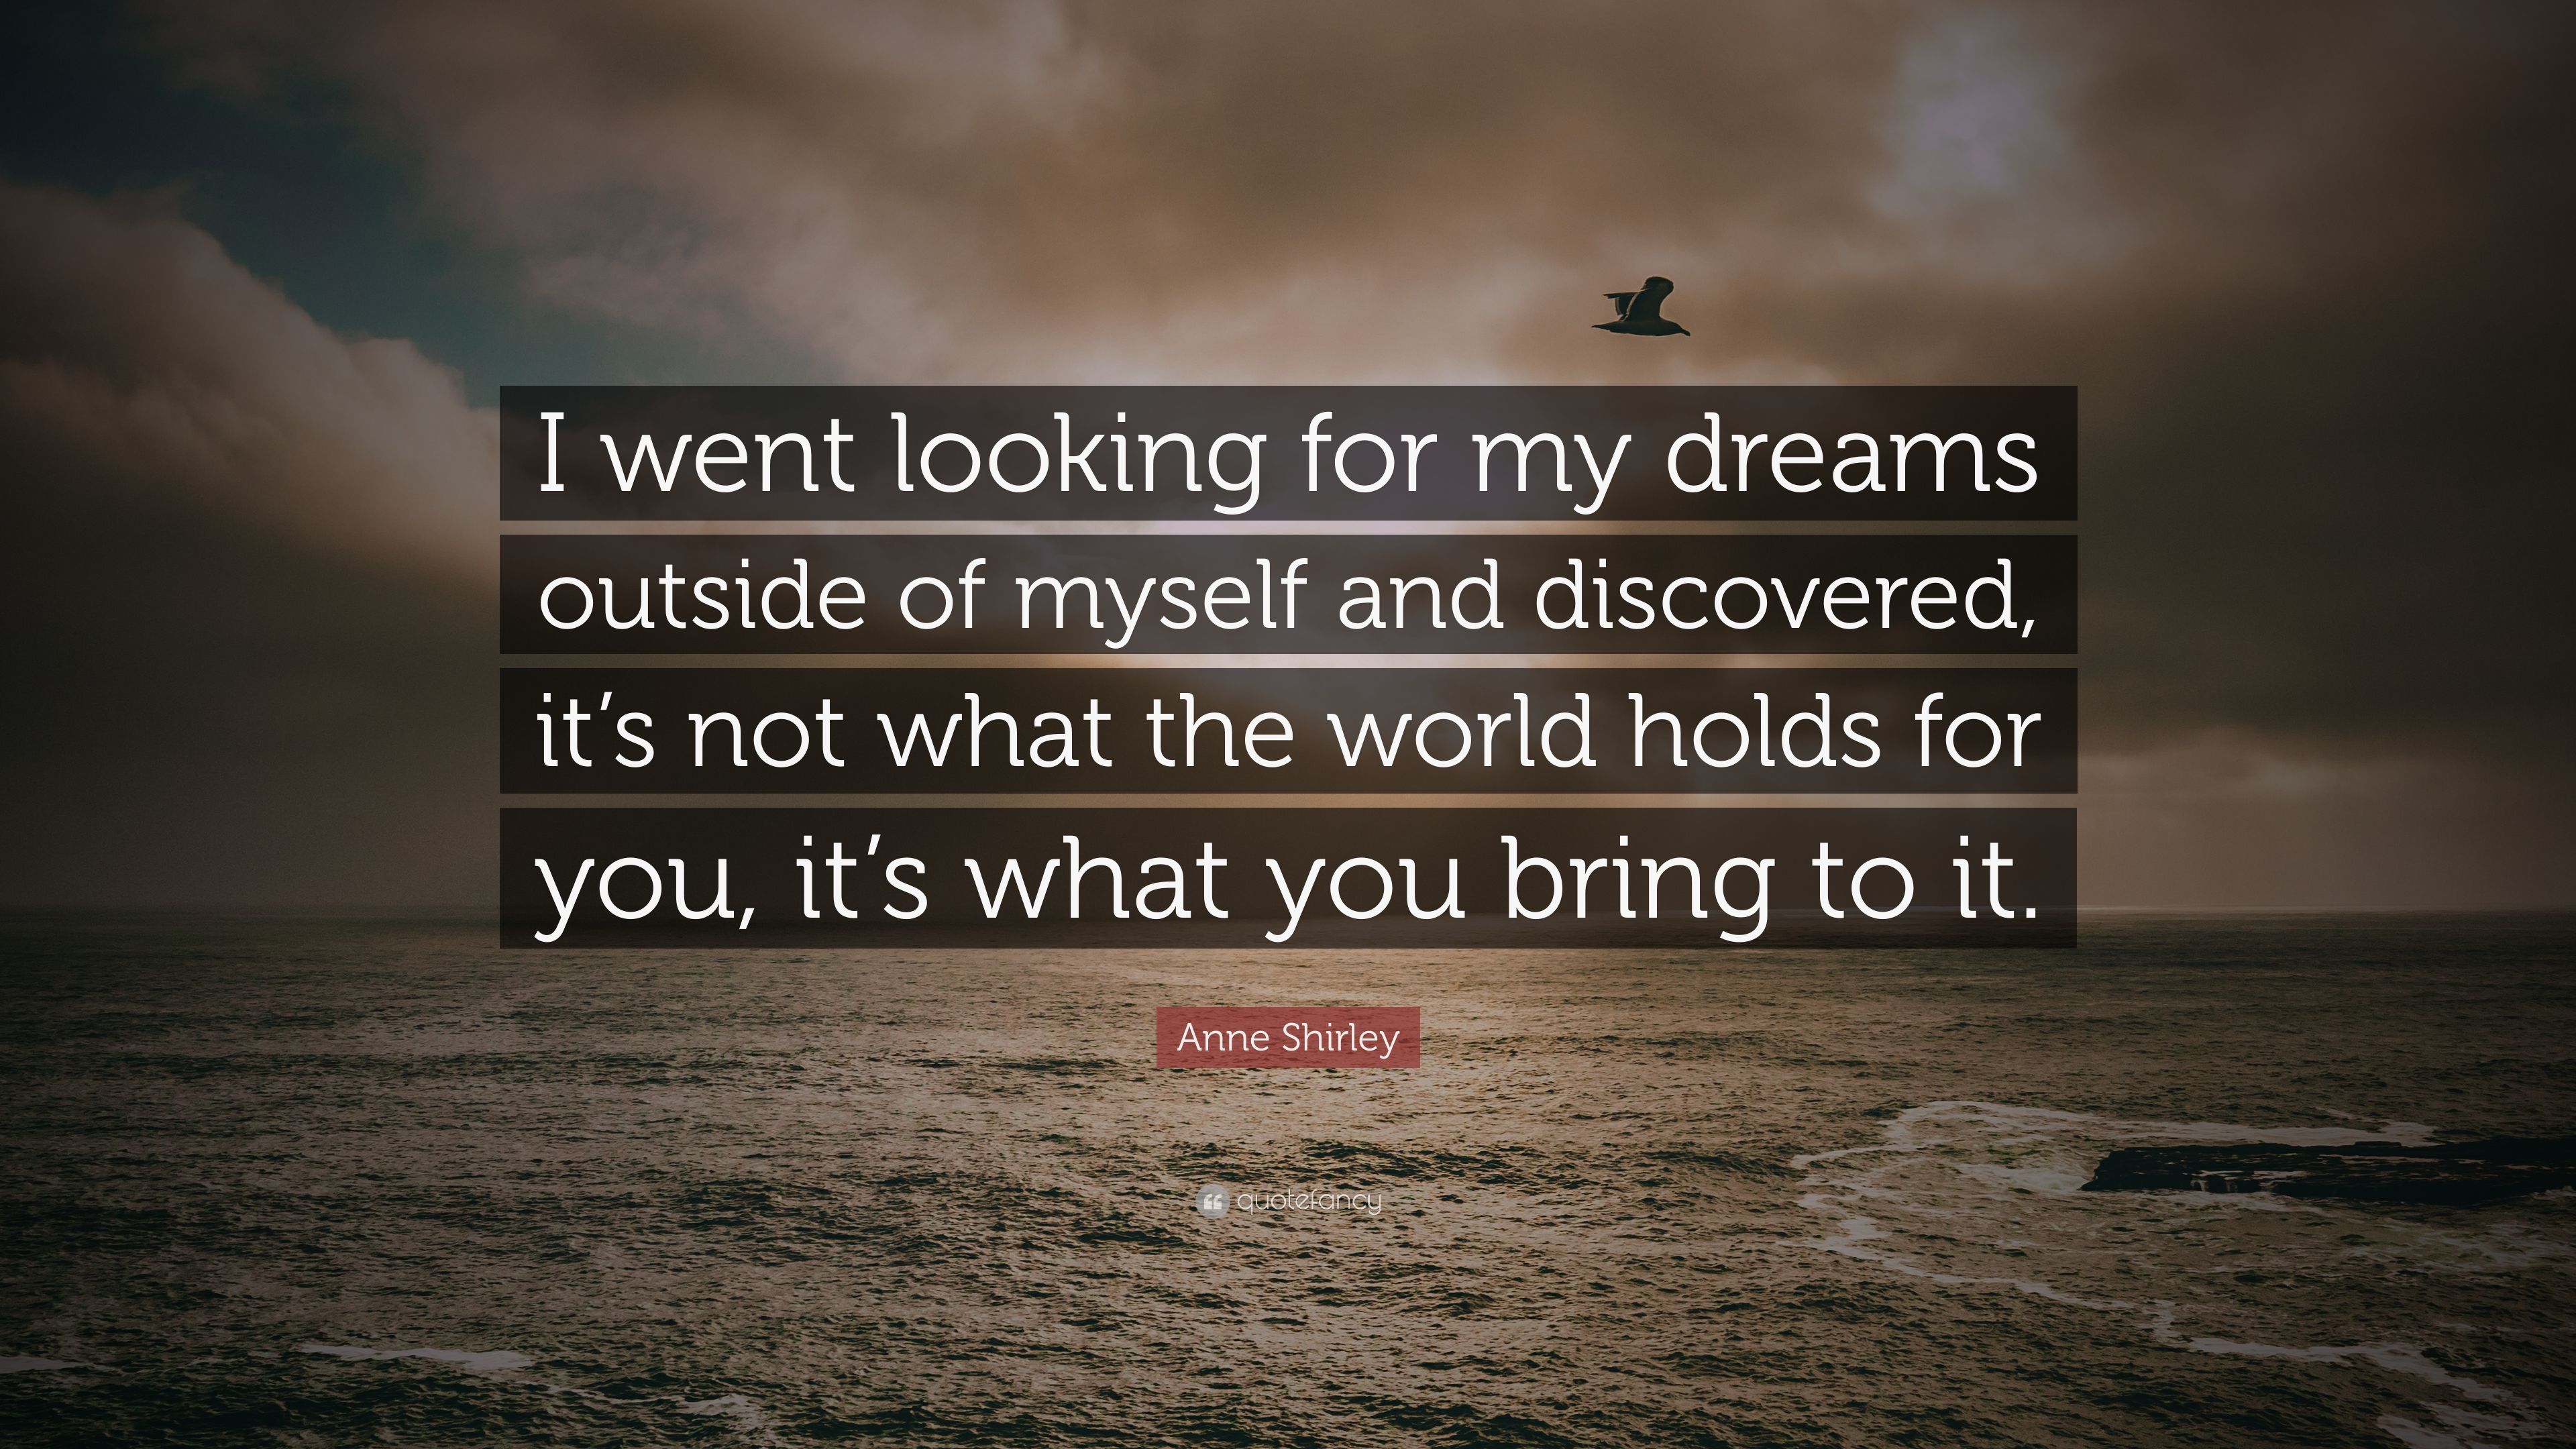 I went looking for my dreams
outside of myself and discovered,
it’s not what the world holds for
you, it’s what you bring to it.
Anne Shirley
quotefancy